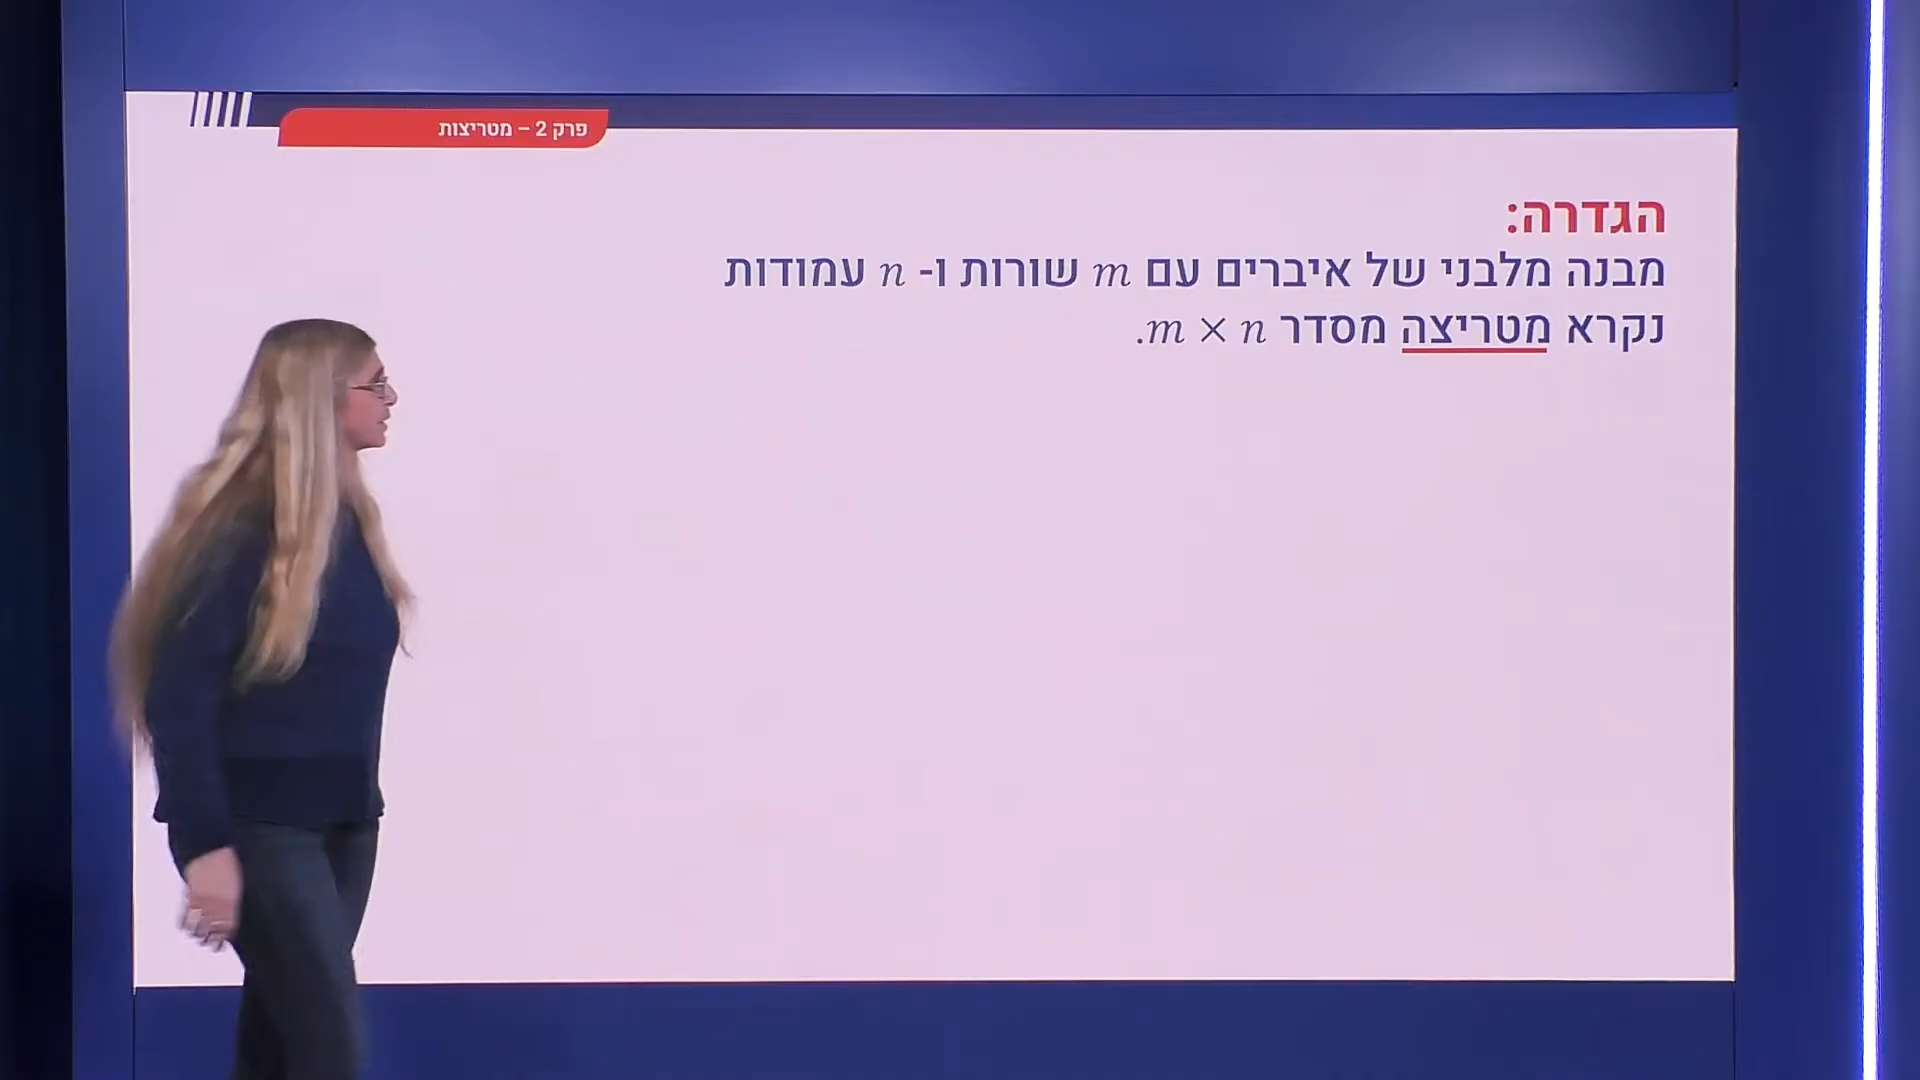 פרק 2 – מטריצות
הגדרה:
מבנה מלבני של איברים עם m שורות ו- n עמודות
נקרא מטריצה מסדר m × n.